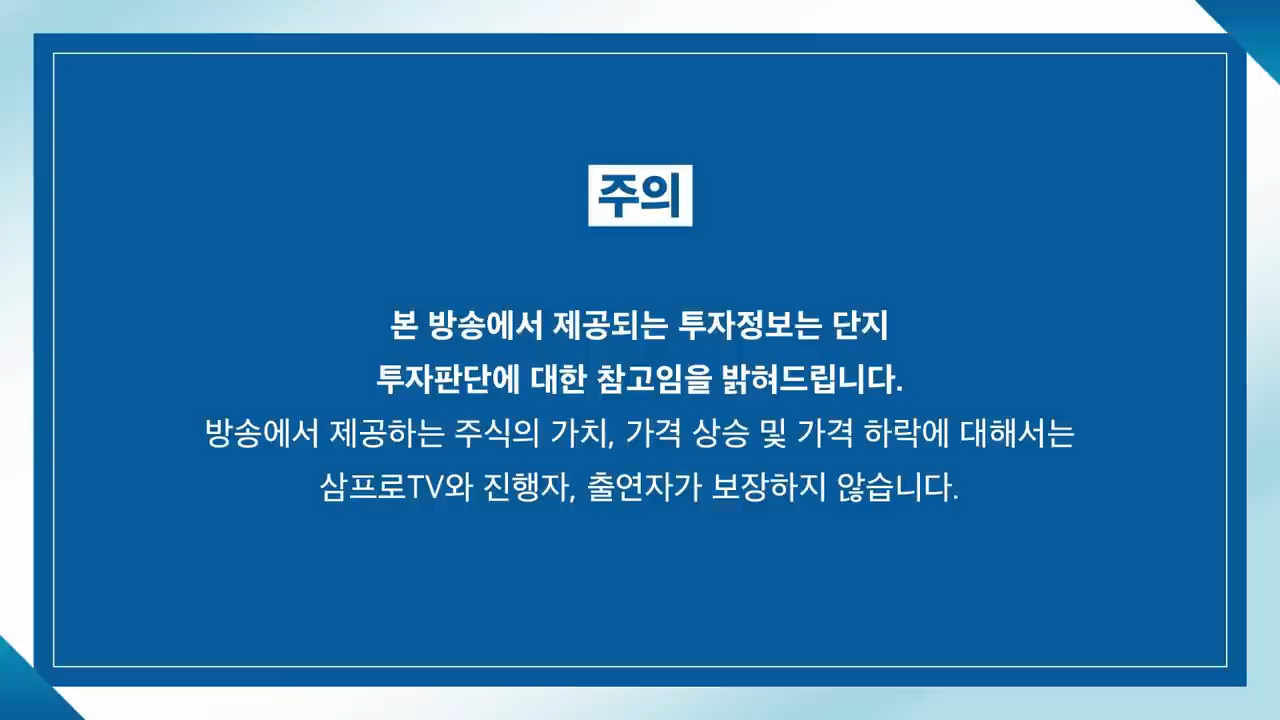 주의
본 방송에서 제공되는 투자정보는 단지
투자판단에 대한 참고임을 밝혀드립니다.
방송에서 제공하는 주식의 가치, 가격 상승 및 가격 하락에 대해서는
삼프로TV와 진행자, 출연자가 보장하지 않습니다.